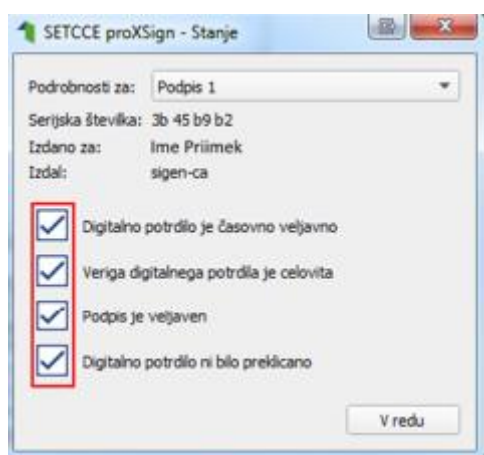 SETCCE proXSign - Stanje
Podrobnosti za: Podpis 1
Serijska številka: 3b 45 b9 b2
Izdano za: Ime Priimek
Izdal: sigen-ca
Digitalno potrdilo je časovno veljavno
Veriga digitalnega potrdila je celovita
Podpis je veljaven
Digitalno potrdilo ni bilo preklicano
V redu